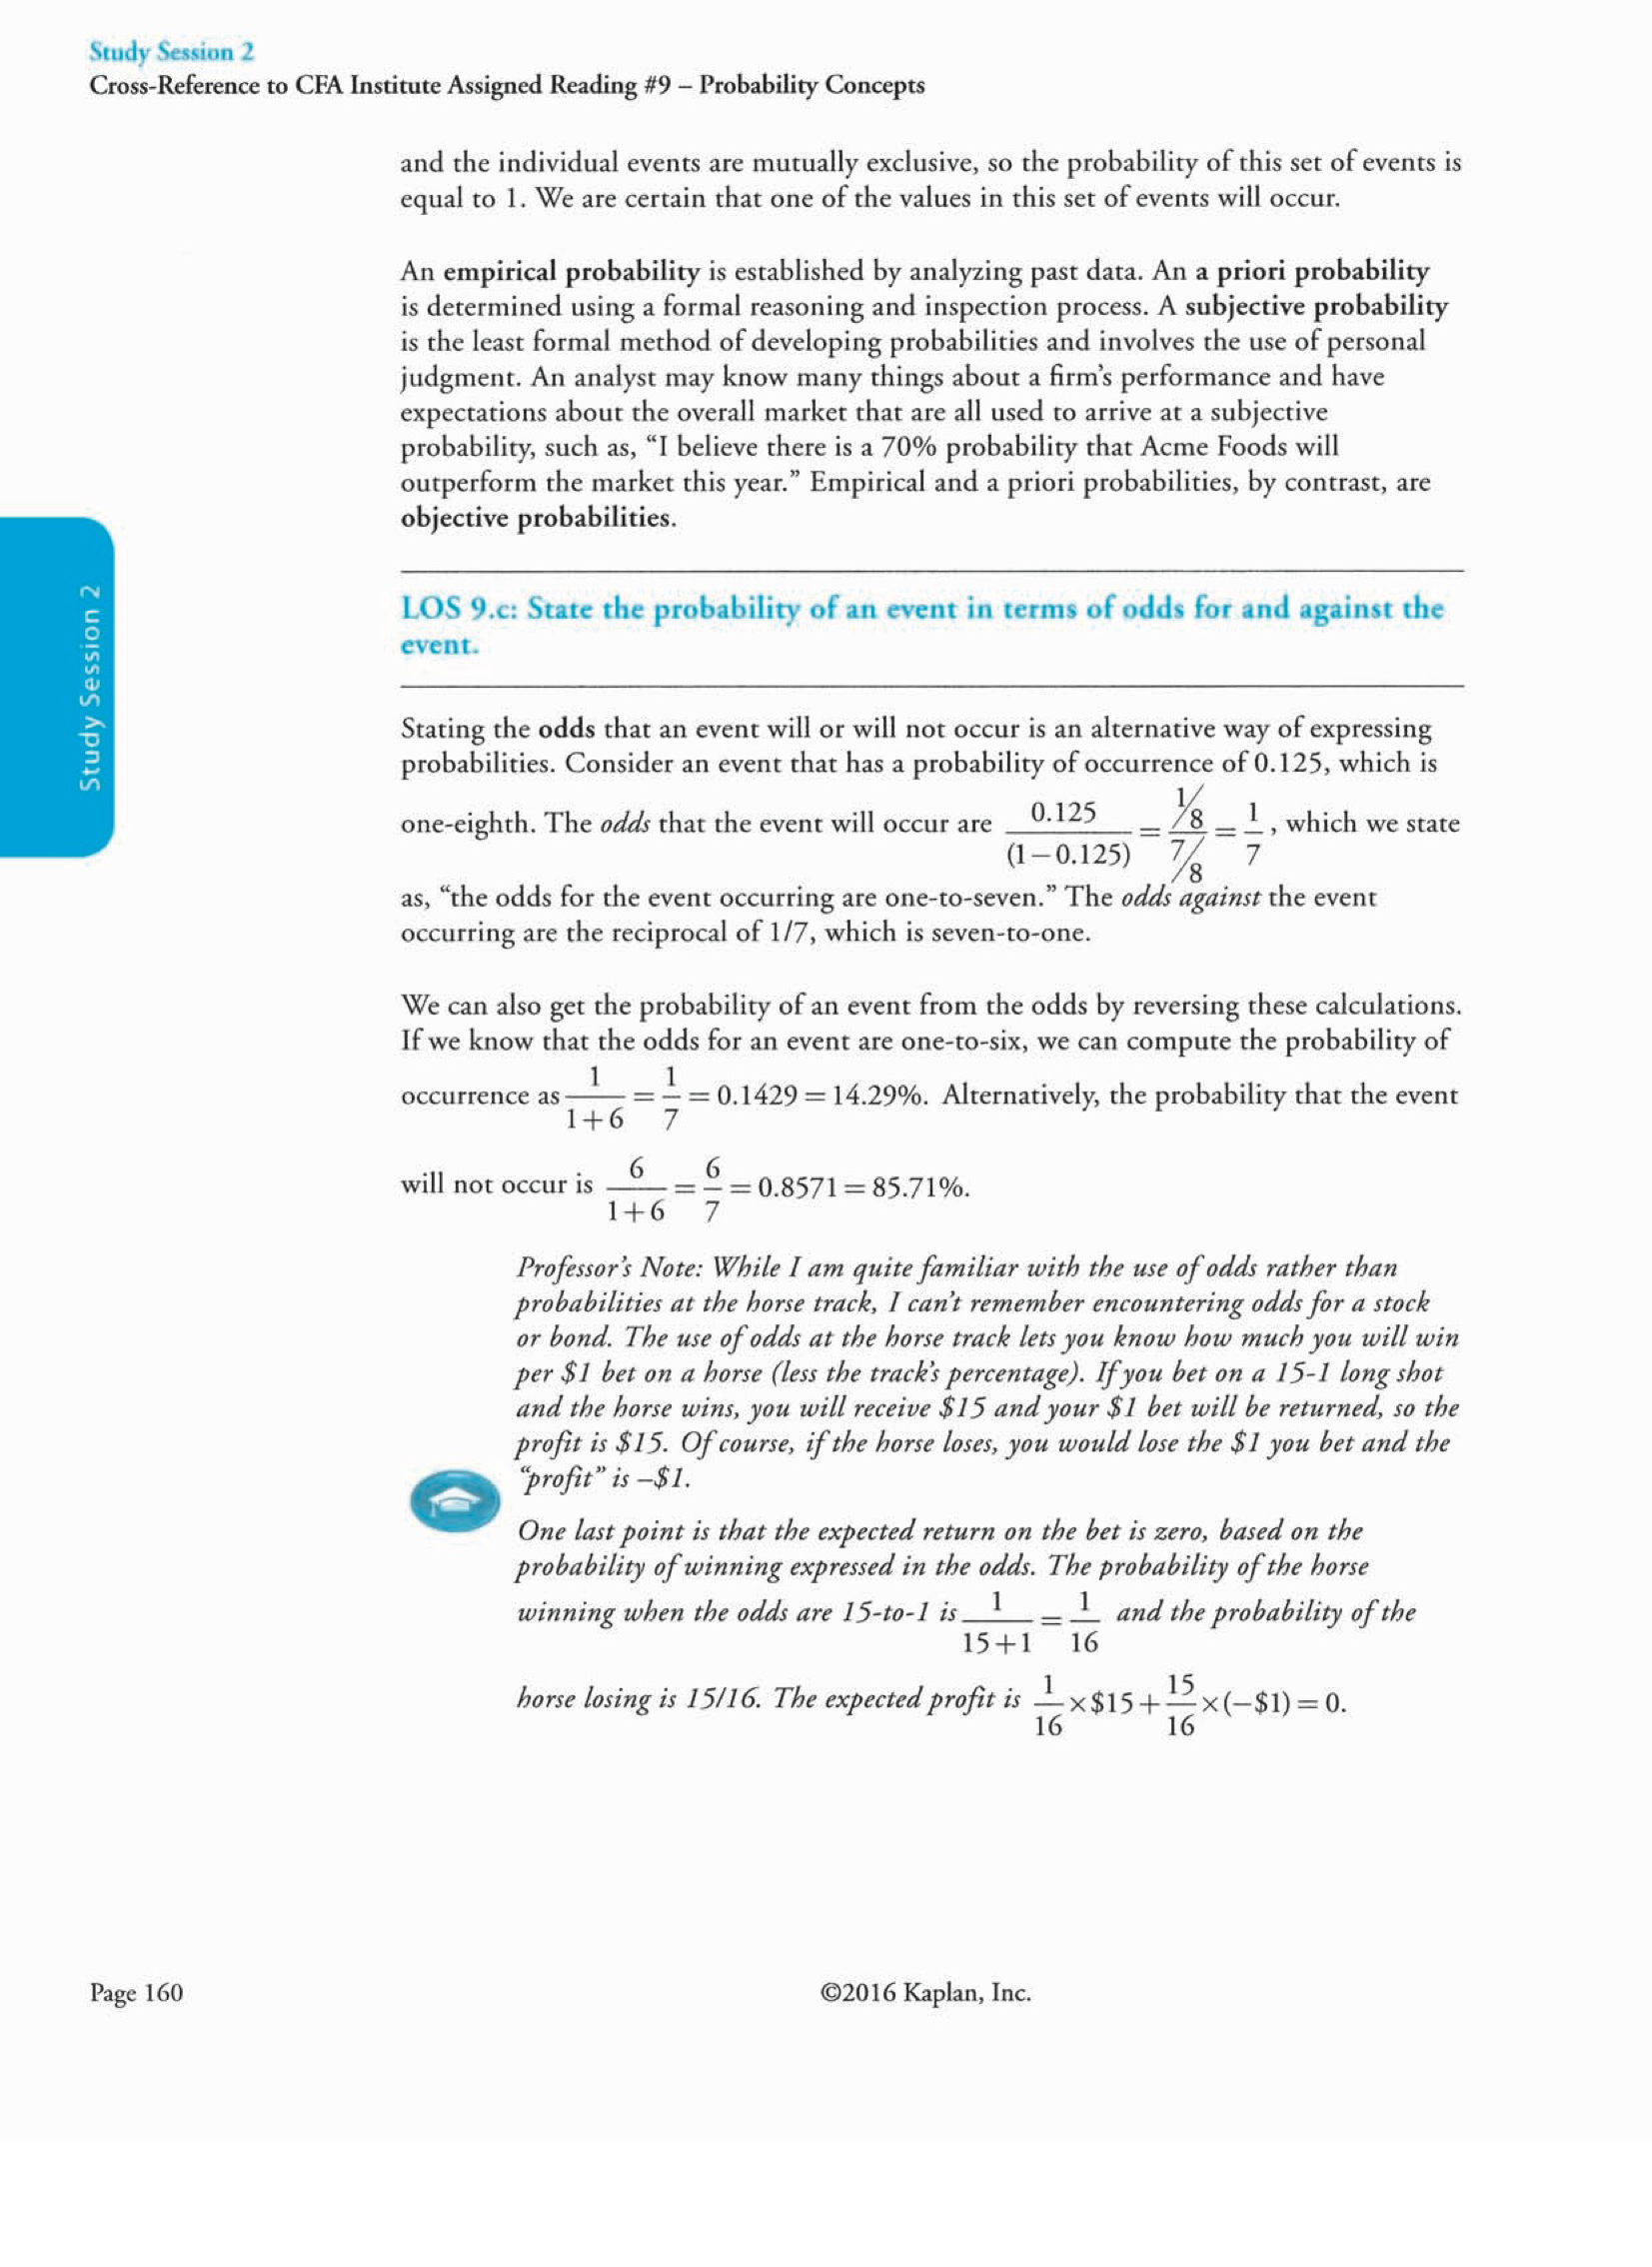 Study Session 2
Cross-Reference to CFA Institute Assigned Reading #9 – Probability Concepts
and the individual events are mutually exclusive, so the probability of this set of events is
equal to 1. We are certain that one of the values in this set of events will occur.
An empirical probability is established by analyzing past data. An a priori probability
is determined using a formal reasoning and inspection process. A subjective probability
is the least formal method of developing probabilities and involves the use of personal
judgment. An analyst may know many things about a firm's performance and have
expectations about the overall market that are all used to arrive at a subjective
probability, such as, “I believe there is a 70% probability that Acme Foods will
outperform the market this year.” Empirical and a priori probabilities, by contrast, are
objective probabilities.
Study Session 2
LOS 9.c: State the probability of an event in terms of odds for and against the
event.
Stating the odds that an event will or will not occur is an alternative way of expressing
probabilities. Consider an event that has a probability of occurrence of 0.125, which is
one-eighth. The odds that the event will occur are 0.125/(1−0.125) = (1/8)/(7/8) = 1/7, which we state
as, “the odds for the event occurring are one-to-seven.” The odds against the event
occurring are the reciprocal of 1/7, which is seven-to-one.
We can also get the probability of an event from the odds by reversing these calculations.
If we know that the odds for an event are one-to-six, we can compute the probability of
occurrence as 1/(1+6) = 1/7 = 0.1429 = 14.29%. Alternatively, the probability that the event
will not occur is 6/(1+6) = 6/7 = 0.8571 = 85.71%.
Professor's Note: While I am quite familiar with the use of odds rather than
probabilities at the horse track, I can't remember encountering odds for a stock
or bond. The use of odds at the horse track lets you know how much you will win
per $1 bet on a horse (less the track's percentage). If you bet on a 15-1 long shot
and the horse wins, you will receive $15 and your $1 bet will be returned, so the
profit is $15. Of course, if the horse loses, you would lose the $1 you bet and the
“profit” is –$1.
One last point is that the expected return on the bet is zero, based on the
probability of winning expressed in the odds. The probability of the horse
winning when the odds are 15-to-1 is 1/(15+1) = 1/16 and the probability of the
horse losing is 15/16. The expected profit is 1/16 × $15 + 15/16 × (−$1) = 0.
Page 160
©2016 Kaplan, Inc.